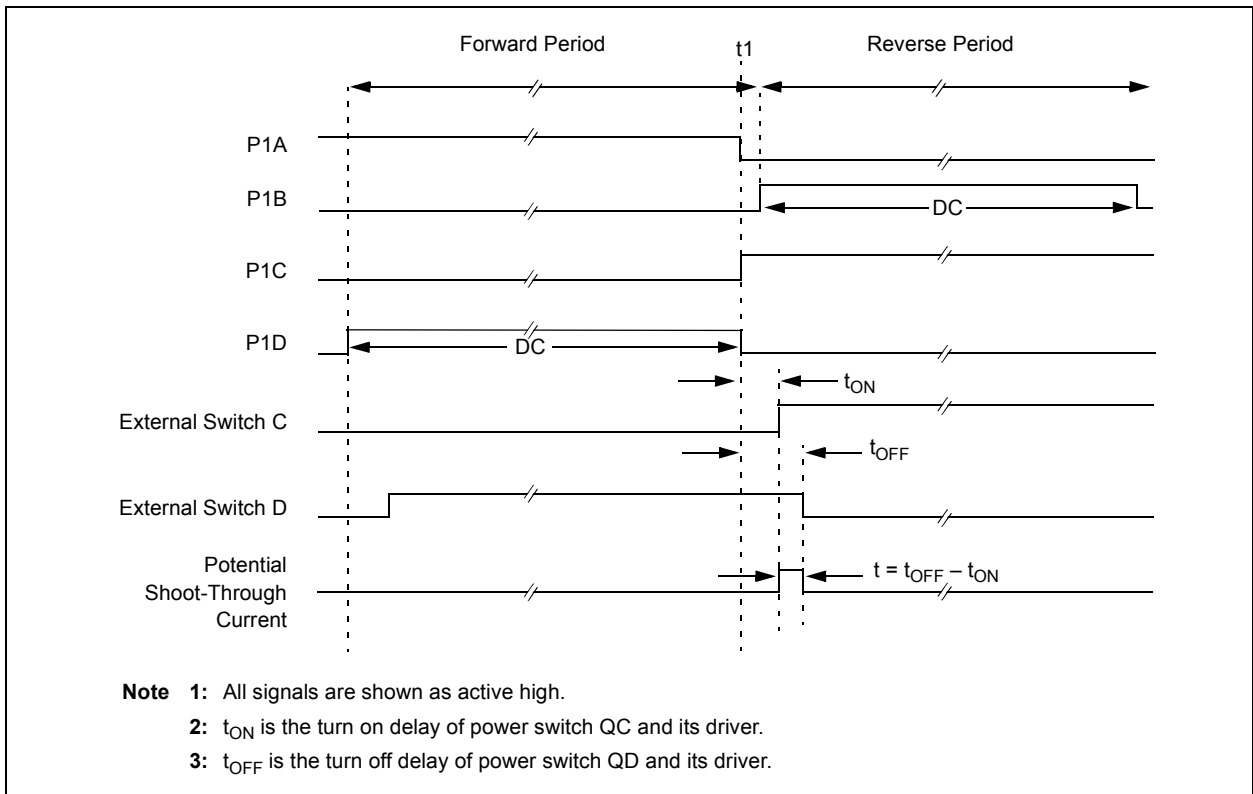 Forward Period
t1
Reverse Period
P1A
P1B
DC
P1C
P1D
DC
tON
External Switch C
tOFF
External Switch D
Potential
Shoot-Through
Current
t = tOFF – tON
Note 1: All signals are shown as active high.
2: tON is the turn on delay of power switch QC and its driver.
3: tOFF is the turn off delay of power switch QD and its driver.